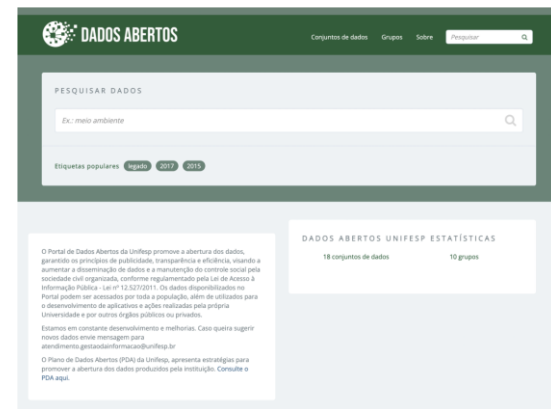 DADOS ABERTOS
Conjuntos de dados Grupos Sobre Pesquisar
PESQUISAR DADOS
Ex.: meio ambiente
Etiquetas populares legado 2017 2015
O Portal de Dados Abertos da Unifesp promove a abertura dos dados,
garantido os princípios de publicidade, transparência e eficiência, visando a
aumentar a disseminação de dados e a manutenção do controle social pela
sociedade civil organizada, conforme regulamentado pela Lei de Acesso à
Informação Pública - Lei nº 12.527/2011. Os dados disponibilizados no
Portal podem ser acessados por toda a população, além de utilizados para
o desenvolvimento de aplicativos e ações realizadas pela própria
Universidade e por outros órgãos públicos ou privados.
Estamos em constante desenvolvimento e melhorias. Caso queira sugerir
novos dados envie mensagem para
atendimento.gestaodainformacao@unifesp.br
O Plano de Dados Abertos (PDA) da Unifesp, apresenta estratégias para
promover a abertura dos dados produzidos pela instituição. Consulte o
PDA aqui.
DADOS ABERTOS UNIFESP ESTATÍSTICAS
18 conjuntos de dados 10 grupos